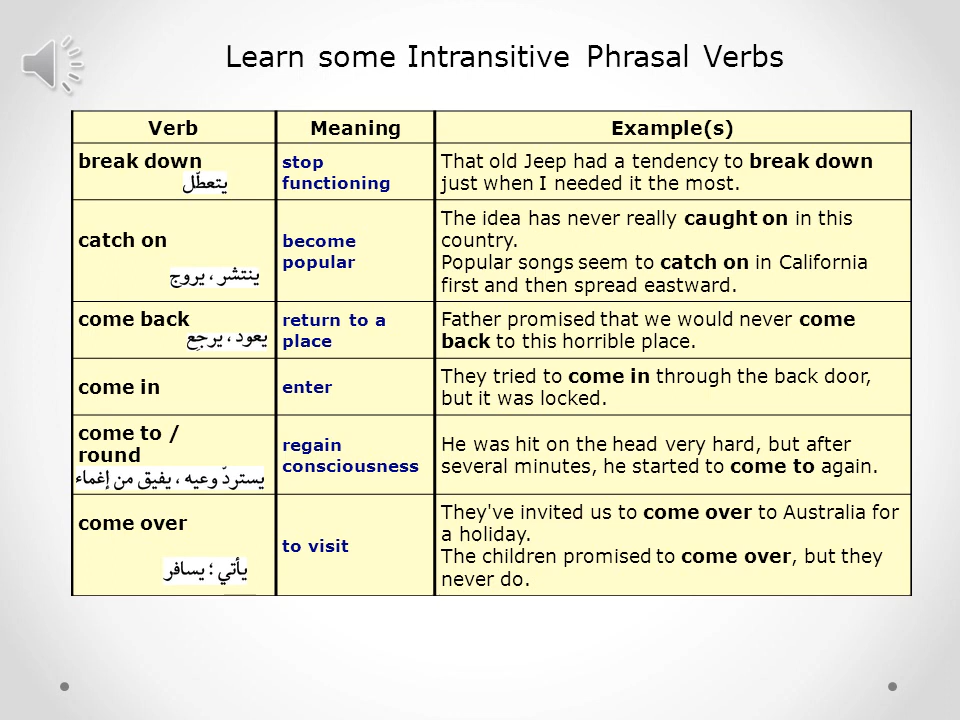 Learn some Intransitive Phrasal Verbs
Verb
Meaning
Example(s)
break down
يتعطّل
stop
functioning
That old Jeep had a tendency to break down
just when I needed it the most.
catch on
ينتشر ، يروج
become
popular
The idea has never really caught on in this
country.
Popular songs seem to catch on in California
first and then spread eastward.
come back
يعود ، يرجِع
return to a
place
Father promised that we would never come
back to this horrible place.
come in
enter
They tried to come in through the back door,
but it was locked.
come to /
round
يستردّ وعيه ، يفيق من إغماء
regain
consciousness
He was hit on the head very hard, but after
several minutes, he started to come to again.
come over
يأتي ؛ يسافر
to visit
They've invited us to come over to Australia for
a holiday.
The children promised to come over, but they
never do.